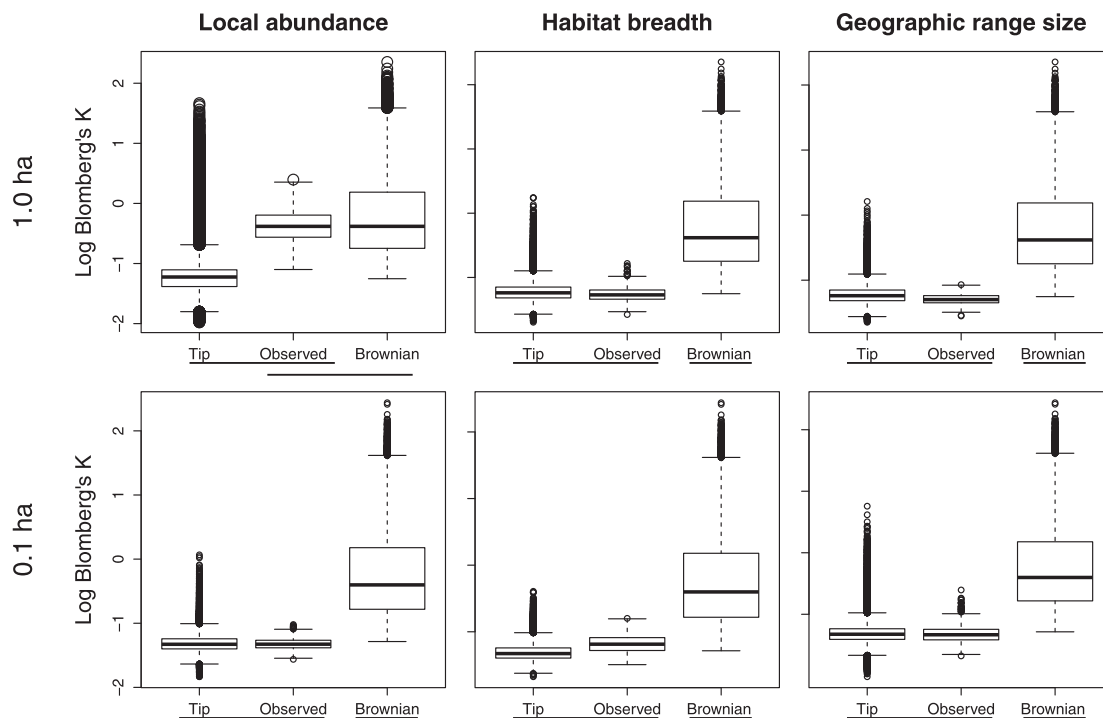 Local abundance
Habitat breadth
Geographic range size
1.0 ha
Log Blomberg's K
2
1
0
−1
−2
Tip Observed Brownian
Tip Observed Brownian
Tip Observed Brownian
0.1 ha
Log Blomberg's K
2
1
0
−1
−2
Tip Observed Brownian
Tip Observed Brownian
Tip Observed Brownian